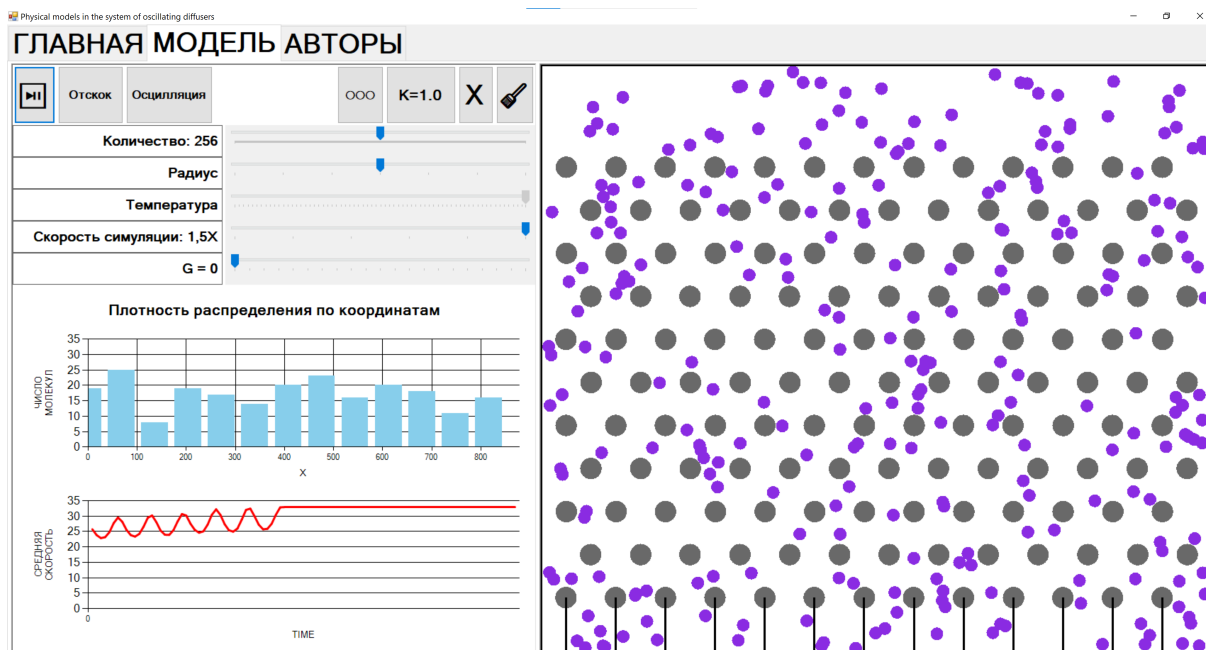 Physical models in the system of oscillating diffusers
ГЛАВНАЯ МОДЕЛЬ АВТОРЫ
Отскок Осцилляция OOO K=1.0 X
Количество: 256
Радиус
Температура
Скорость симуляции: 1,5X
G = 0
Плотность распределения по координатам
ЧИСЛО
МОЛЕКУЛ
35
30
25
20
15
10
5
0
0 100 200 300 400 500 600 700 800
X
СРЕДНЯЯ
СКОРОСТЬ
35
30
25
20
15
10
5
0
0
TIME